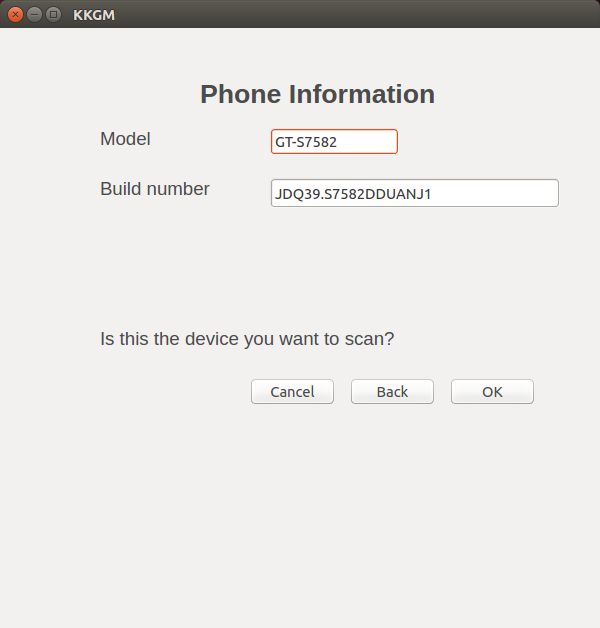 KKGM
Phone Information
Model GT-S7582
Build number JDQ39.S7582DDUANJ1
Is this the device you want to scan?
Cancel Back OK